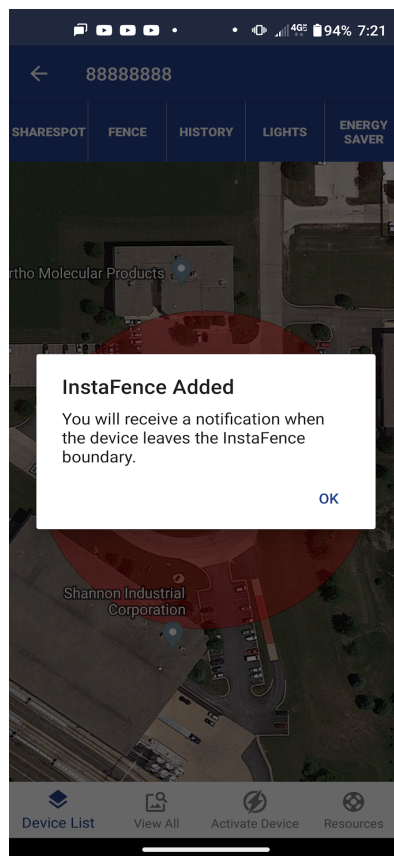 4GE 94% 7:21
88888888
SHARESPOT FENCE HISTORY LIGHTS ENERGY SAVER
rtho Molecular Products
InstaFence Added
You will receive a notification when
the device leaves the InstaFence
boundary.
OK
Shannon Industrial
Corporation
Device List View All Activate Device Resources